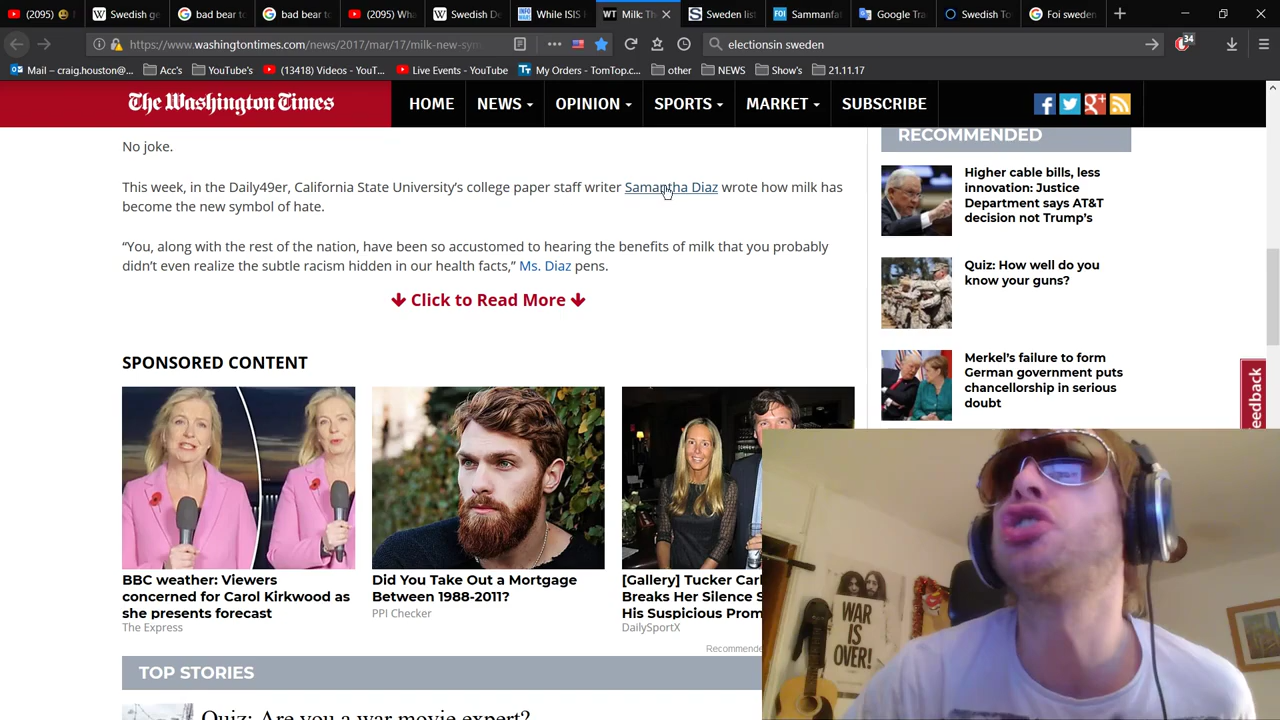 (2095) 😀
Swedish ge
bad bear to
bad bear to
(2095) Wha
Swedish De
While ISIS
Milk: Th
Sweden list
Sammanfa
Google Tra
Swedish To
Foi sweden
https://www.washingtontimes.com/news/2017/mar/17/milk-new-sym
electionsin sweden
34
Mail – craig.houston@...
Acc's
YouTube's
(13418) Videos - YouT...
Live Events - YouTube
My Orders - TomTop.c...
other
NEWS
Show's
21.11.17
The Washington Times
HOME NEWS OPINION SPORTS MARKET SUBSCRIBE
No joke.
This week, in the Daily49er, California State University's college paper staff writer Samantha Diaz wrote how milk has
become the new symbol of hate.
“You, along with the rest of the nation, have been so accustomed to hearing the benefits of milk that you probably
didn't even realize the subtle racism hidden in our health facts,” Ms. Diaz pens.
Click to Read More
SPONSORED CONTENT
BBC weather: Viewers
concerned for Carol Kirkwood as
she presents forecast
The Express
Did You Take Out a Mortgage
Between 1988-2011?
PPI Checker
[Gallery] Tucker Carl
Breaks Her Silence S
His Suspicious Prom
DailySportX
Recommende
TOP STORIES
Quiz: Are you a war movie expert?
RECOMMENDED
Higher cable bills, less
innovation: Justice
Department says AT&T
decision not Trump's
Quiz: How well do you
know your guns?
Merkel's failure to form
German government puts
chancellorship in serious
doubt
eedback
WAR
IS
OVER!